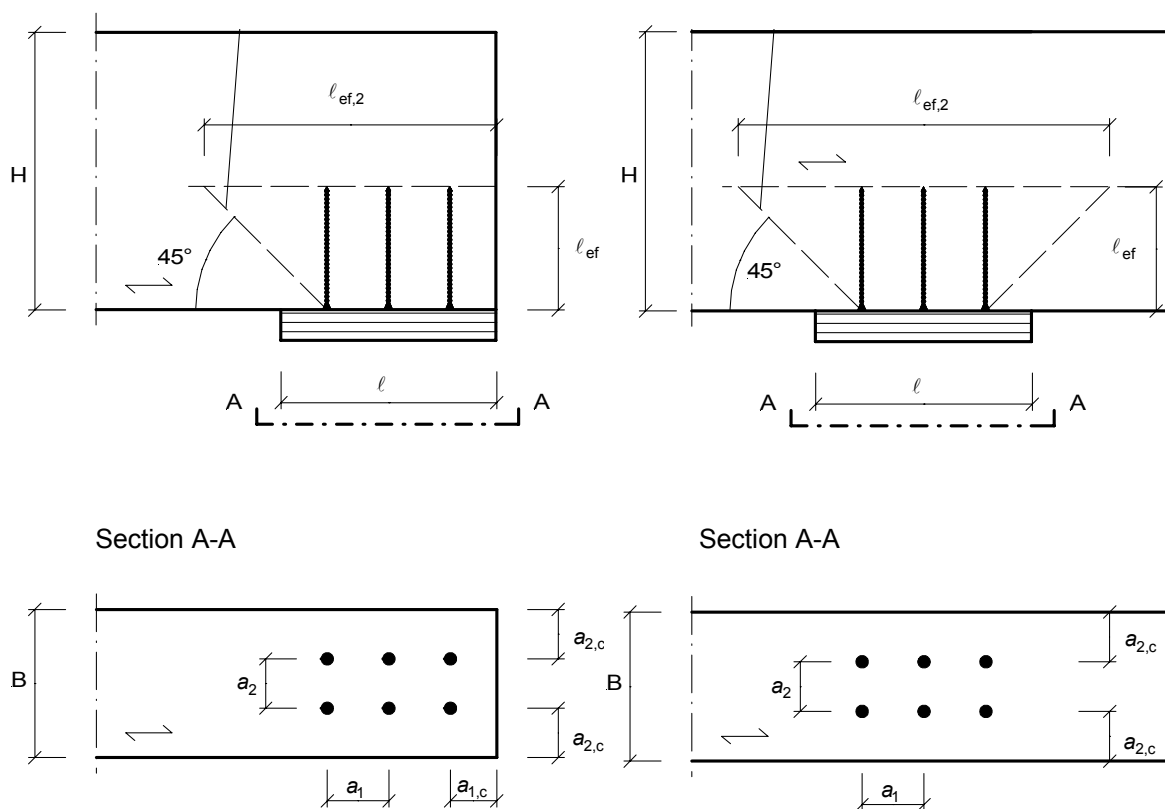 ℓef,2
H
45°
ℓef
ℓ
A A
ℓef,2
H
45°
ℓef
ℓ
A A
Section A-A
B
a2
a2,c
a2,c
a1
a1,c
Section A-A
B
a2
a2,c
a2,c
a1